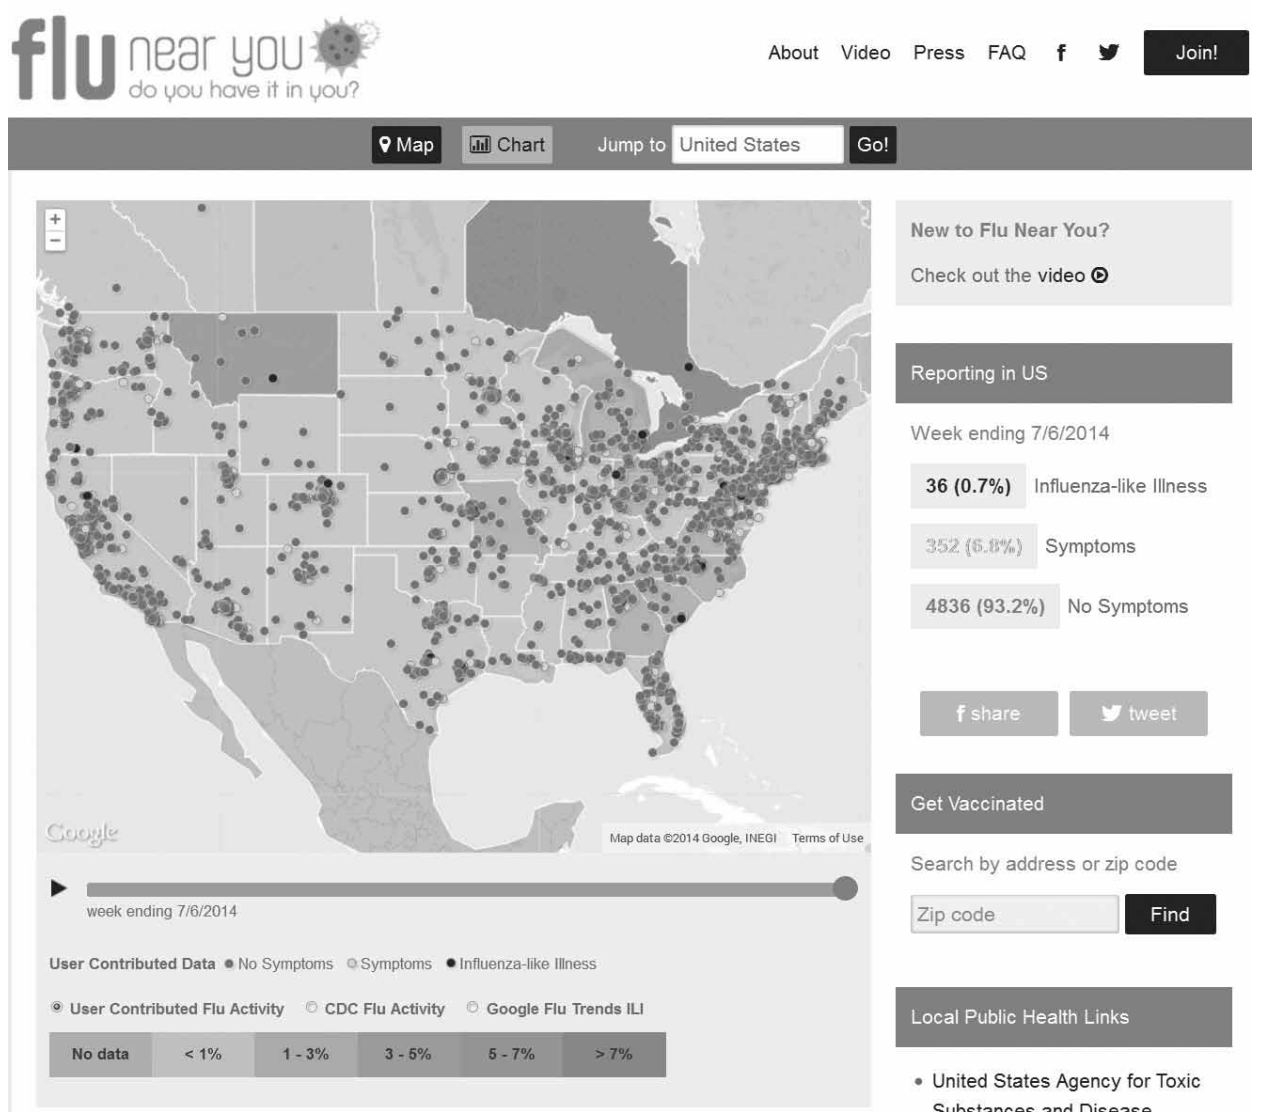 flu near you
do you have it in you?
About Video Press FAQ f Join!
Map Chart Jump to United States Go!
+
−
New to Flu Near You?
Check out the video
Reporting in US
Week ending 7/6/2014
36 (0.7%) Influenza-like Illness
352 (6.8%) Symptoms
4836 (93.2%) No Symptoms
f share tweet
Google
Map data ©2014 Google, INEGI Terms of Use
Get Vaccinated
Search by address or zip code
Zip code Find
week ending 7/6/2014
User Contributed Data No Symptoms Symptoms Influenza-like Illness
User Contributed Flu Activity CDC Flu Activity Google Flu Trends ILI
No data < 1% 1 - 3% 3 - 5% 5 - 7% > 7%
Local Public Health Links
• United States Agency for Toxic
Substances and Disease